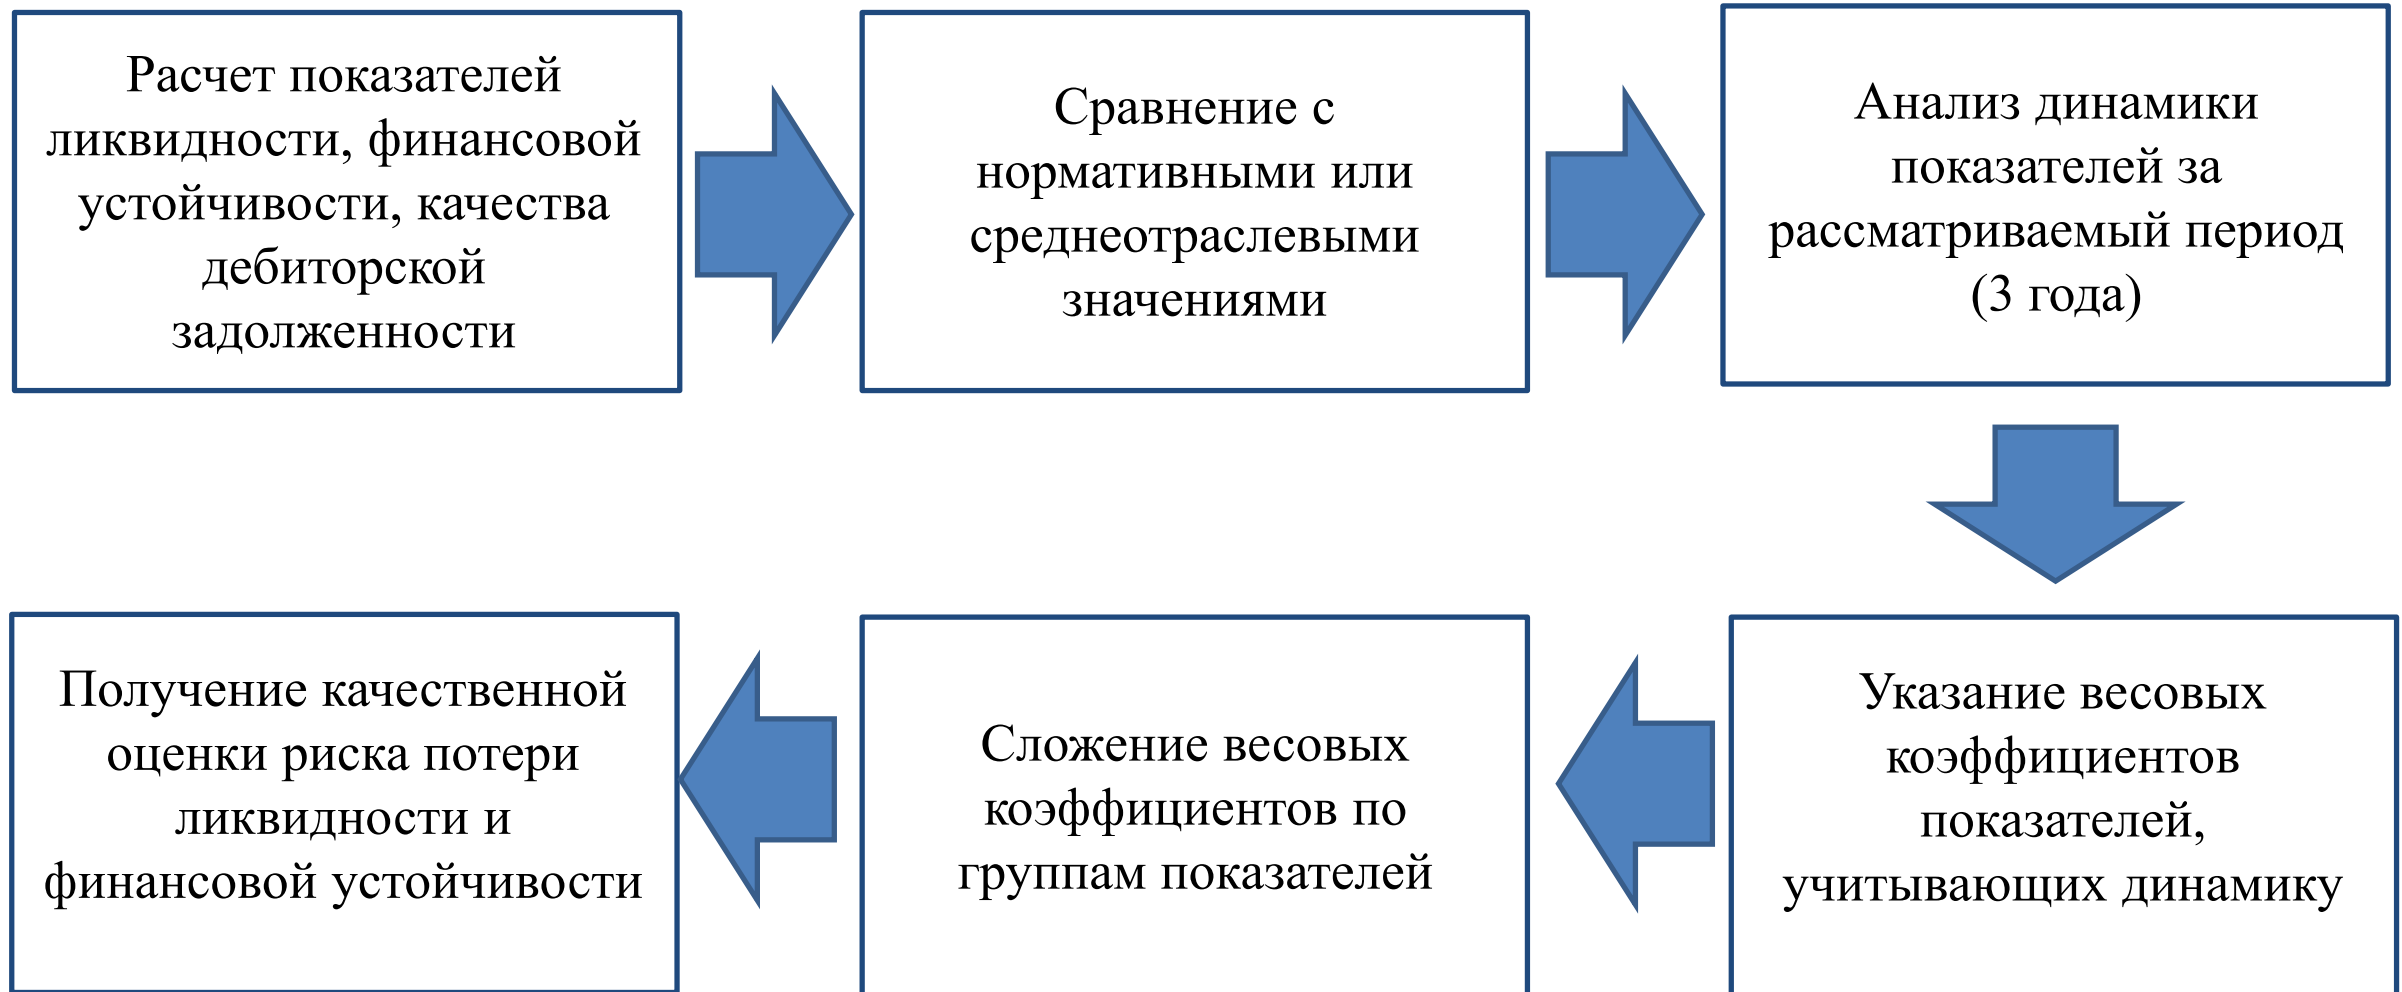 Расчет показателей
ликвидности, финансовой
устойчивости, качества
дебиторской
задолженности
Сравнение с
нормативными или
среднеотраслевыми
значениями
Анализ динамики
показателей за
рассматриваемый период
(3 года)
Указание весовых
коэффициентов
показателей,
учитывающих динамику
Сложение весовых
коэффициентов по
группам показателей
Получение качественной
оценки риска потери
ликвидности и
финансовой устойчивости